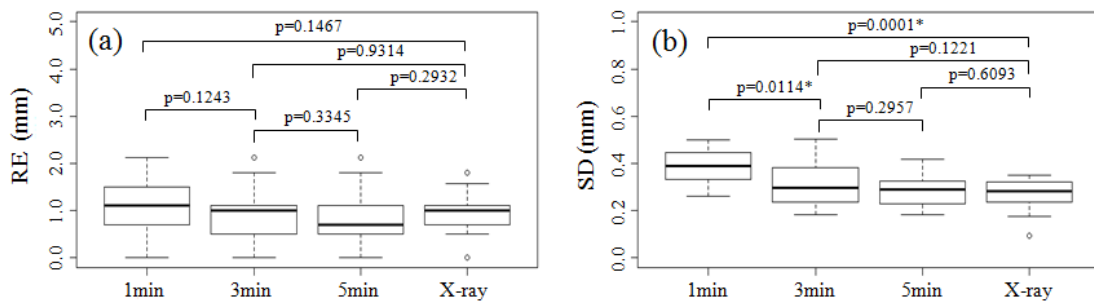 (a)
RE (mm)
5.0
4.0
3.0
2.0
1.0
0.0
p=0.1467
p=0.9314
p=0.2932
p=0.1243
p=0.3345
1min 3min 5min X-ray
(b)
SD (mm)
1.0
0.8
0.6
0.4
0.2
0.0
p=0.0001*
p=0.1221
p=0.6093
p=0.0114*
p=0.2957
1min 3min 5min X-ray